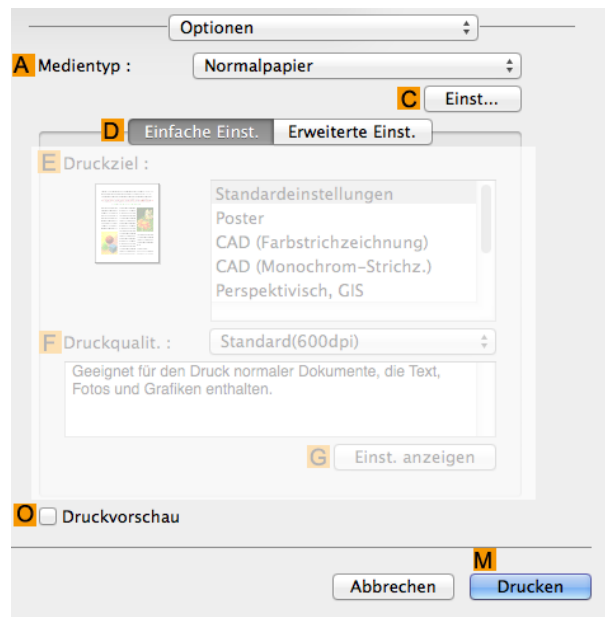 Optionen
A Medientyp : Normalpapier
C Einst...
D Einfache Einst. Erweiterte Einst.
E Druckziel :
Standardeinstellungen
Poster
CAD (Farbstrichzeichnung)
CAD (Monochrom-Strichz.)
Perspektivisch, GIS
F Druckqualit. : Standard(600dpi)
Geeignet für den Druck normaler Dokumente, die Text,
Fotos und Grafiken enthalten.
G Einst. anzeigen
O Druckvorschau
M
Abbrechen Drucken